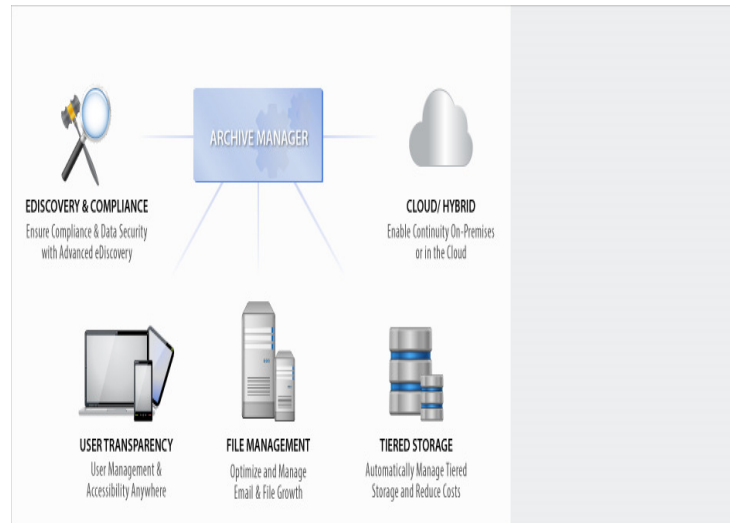 ARCHIVE MANAGER
EDISCOVERY & COMPLIANCE
Ensure Compliance & Data Security
with Advanced eDiscovery
CLOUD/ HYBRID
Enable Continuity On-Premises
or in the Cloud
USER TRANSPARENCY
User Management &
Accessibility Anywhere
FILE MANAGEMENT
Optimize and Manage
Email & File Growth
TIERED STORAGE
Automatically Manage Tiered
Storage and Reduce Costs